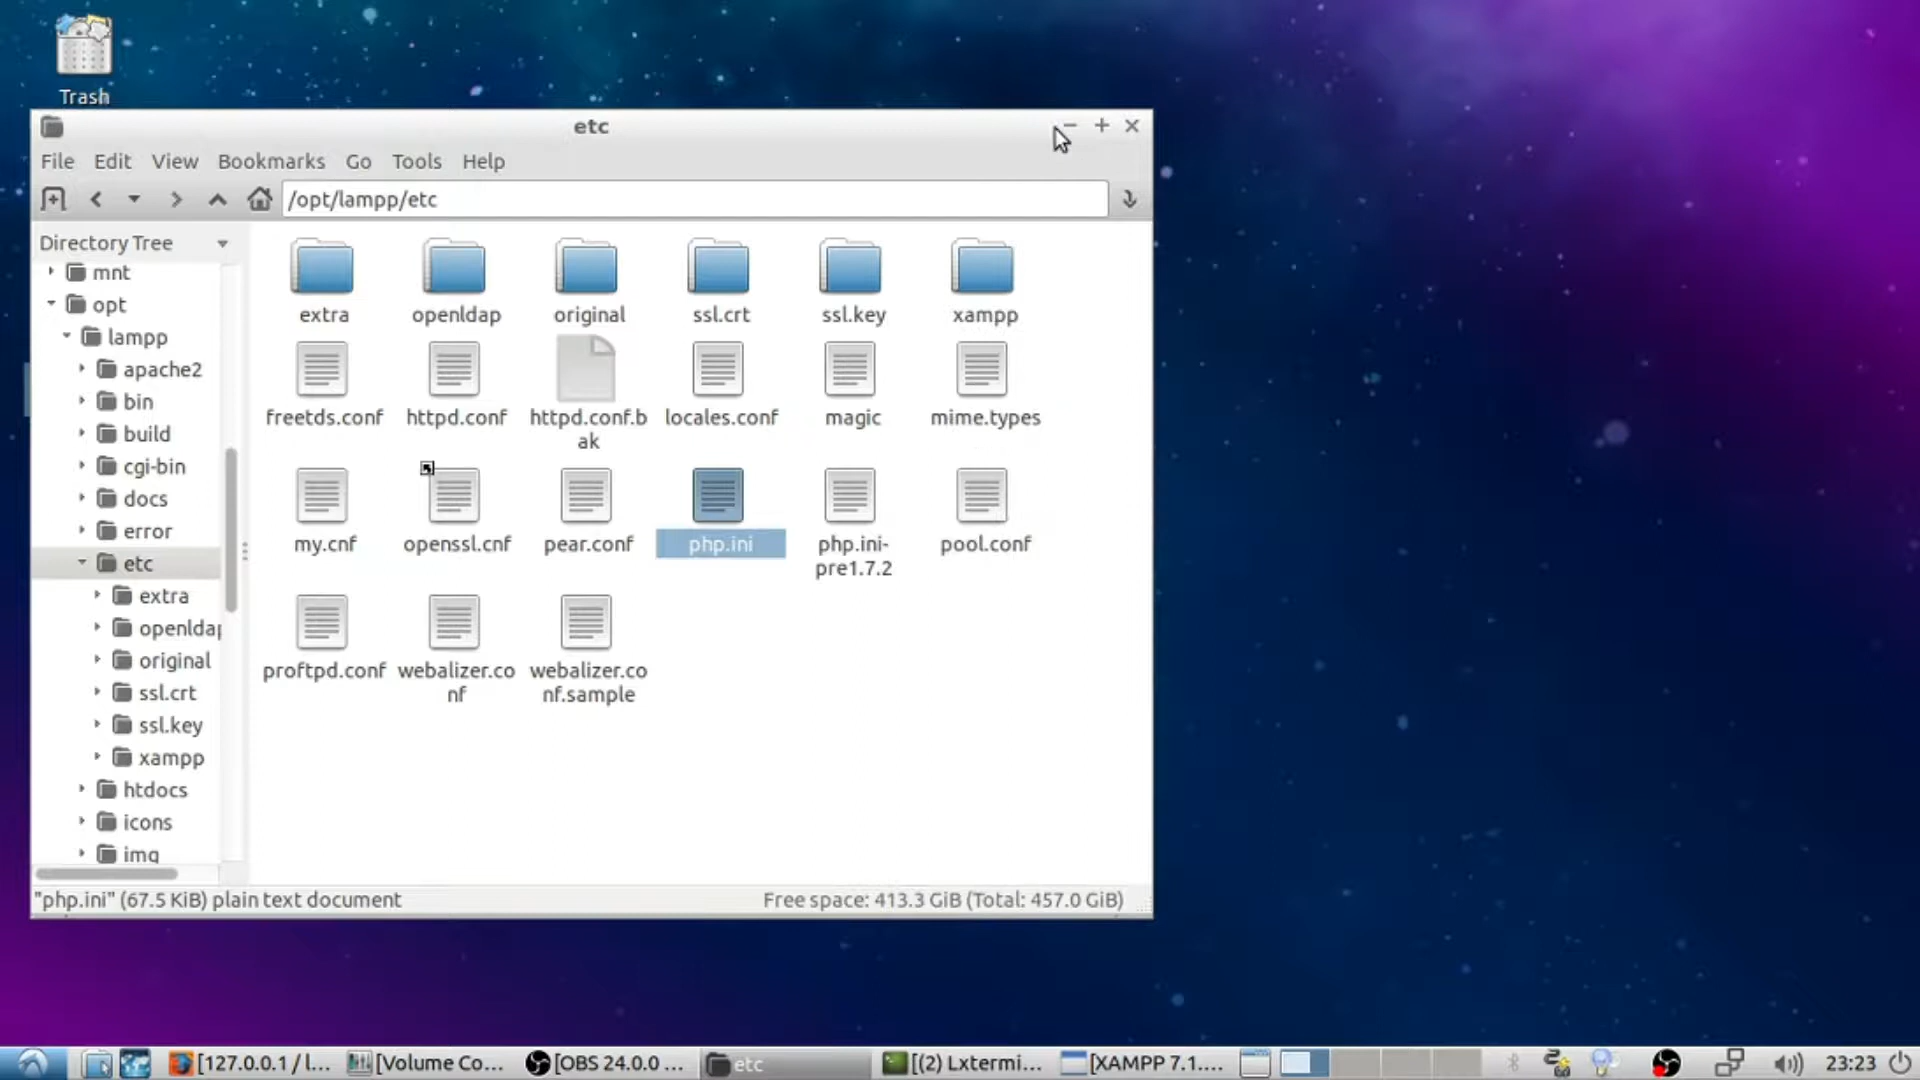 Trash
etc
File Edit View Bookmarks Go Tools Help
/opt/lampp/etc
Directory Tree
mnt
opt
lampp
apache2
bin
build
cgi-bin
docs
error
etc
extra
openldap
original
ssl.crt
ssl.key
xampp
htdocs
icons
img
extra openldap original ssl.crt ssl.key xampp
freetds.conf httpd.conf httpd.conf.b locales.conf magic mime.types
ak
my.cnf openssl.cnf pear.conf php.ini php.ini- pool.conf
pre1.7.2
proftpd.conf webalizer.co webalizer.co
nf nf.sample
"php.ini" (67.5 KiB) plain text document Free space: 413.3 GiB (Total: 457.0 GiB)
[127.0.0.1 / l... [Volume Co... [OBS 24.0.0 ... etc [(2) Lxtermi... [XAMPP 7.1.... 23:23